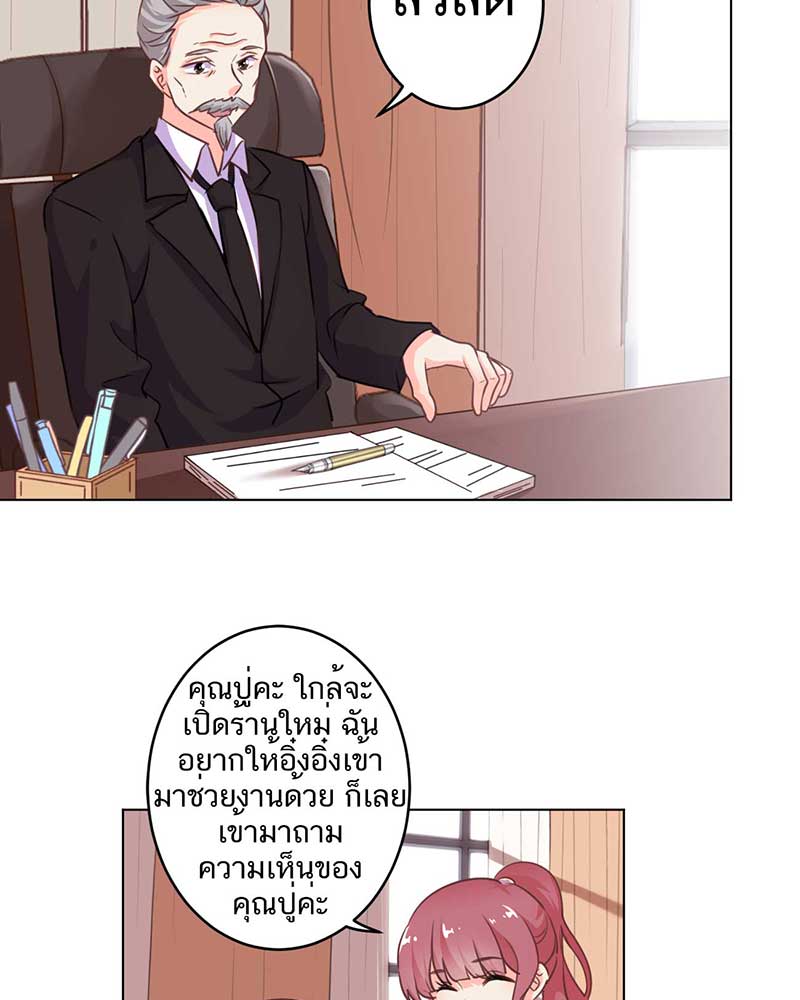 คุณปู่คะ ใกล้จะ
เปิดร้านใหม่ ฉัน
อยากให้อิ๋งอิ๋งเข้า
มาช่วยงานด้วย ก็เลย
เข้ามาถาม
ความเห็นของ
คุณปู่ค่ะ